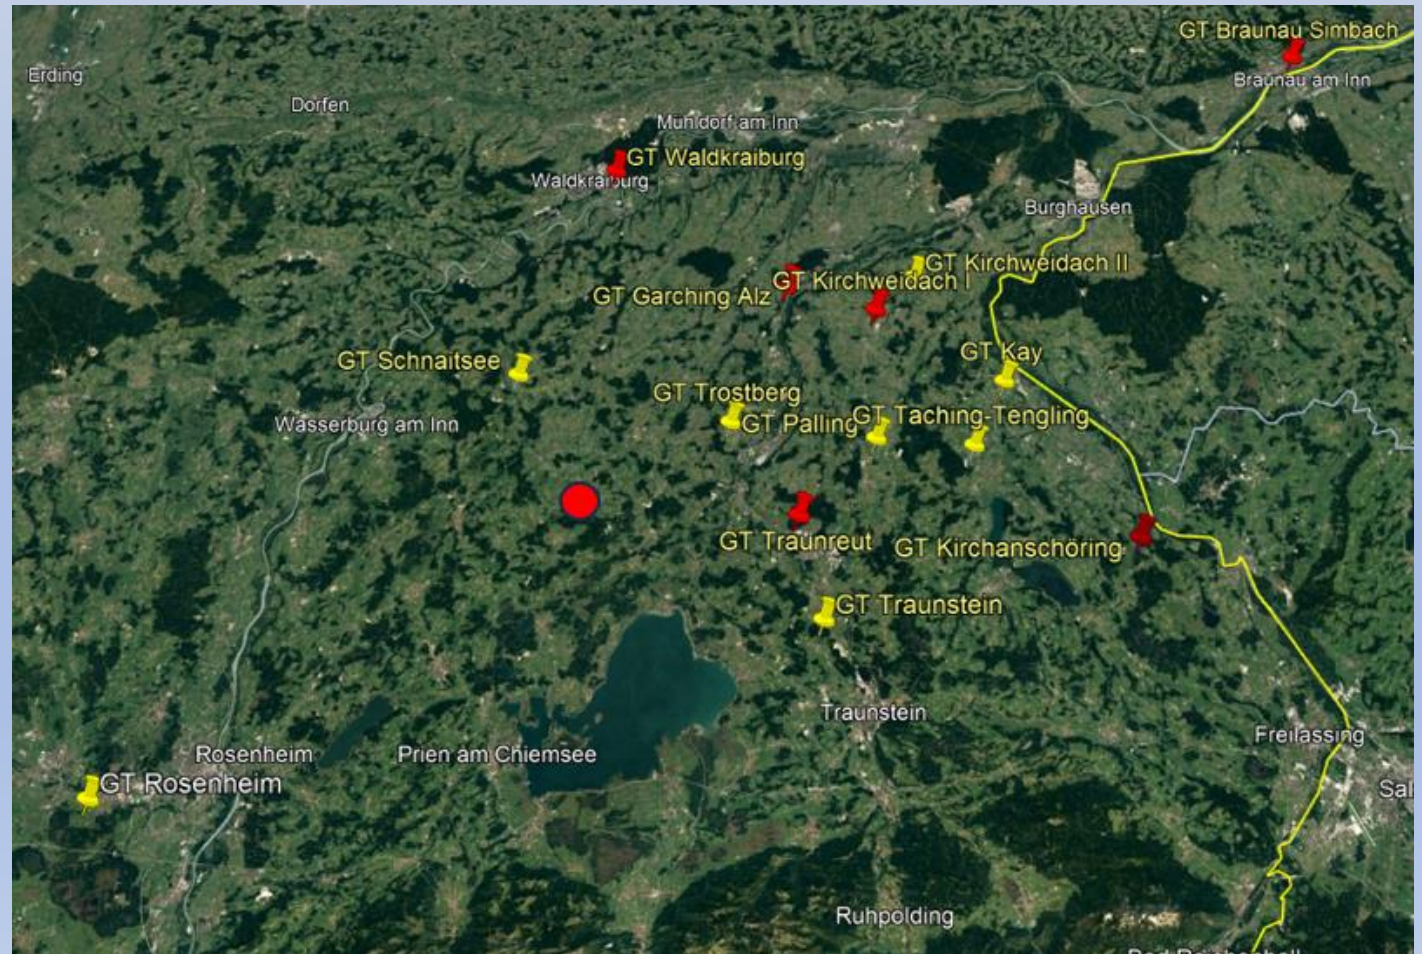 GT Braunau Simbach
Erding
Braunau am Inn
Dorfen
Mühldorf am Inn
GT Waldkraiburg
Waldkraiburg
Burghausen
GT Kirchweidach II
GT Kirchweidach I
GT Garching Alz
GT Kay
GT Schnaitsee
GT Trostberg
GT Taching-Tengling
GT Palling
Wasserburg am Inn
GT Traunreut
GT Kirchanschöring
GT Traunstein
Traunstein
Freilassing
Rosenheim
Prien am Chiemsee
GT Rosenheim
Sal
Ruhpolding